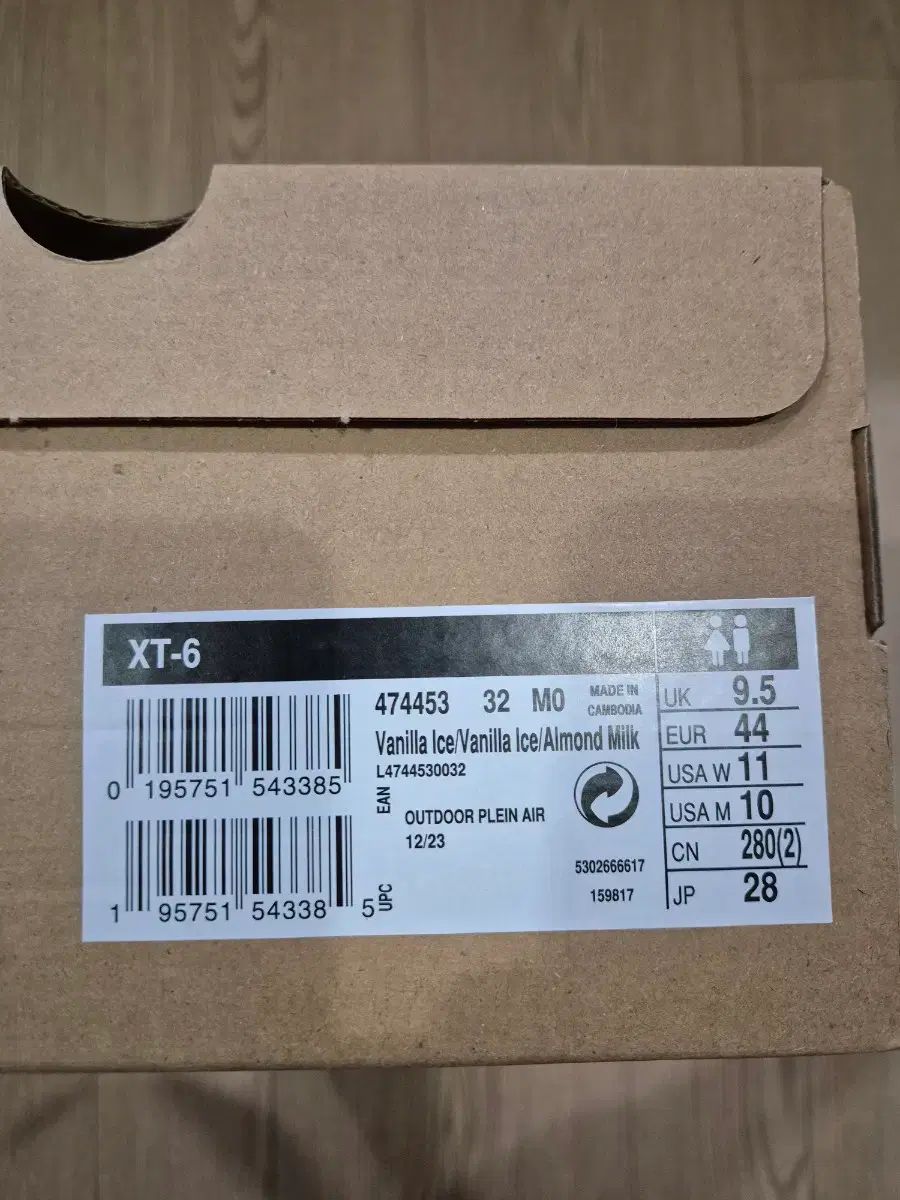 XT-6
474453 32 M0 MADE IN CAMBODIA
Vanilla Ice/Vanilla Ice/Almond Milk
L4744530032
0 195751 543385
EAN
OUTDOOR PLEIN AIR
12/23
5302666617
159817
1 95751 54338 5
UPC
UK 9.5
EUR 44
USA W 11
USA M 10
CN 280(2)
JP 28